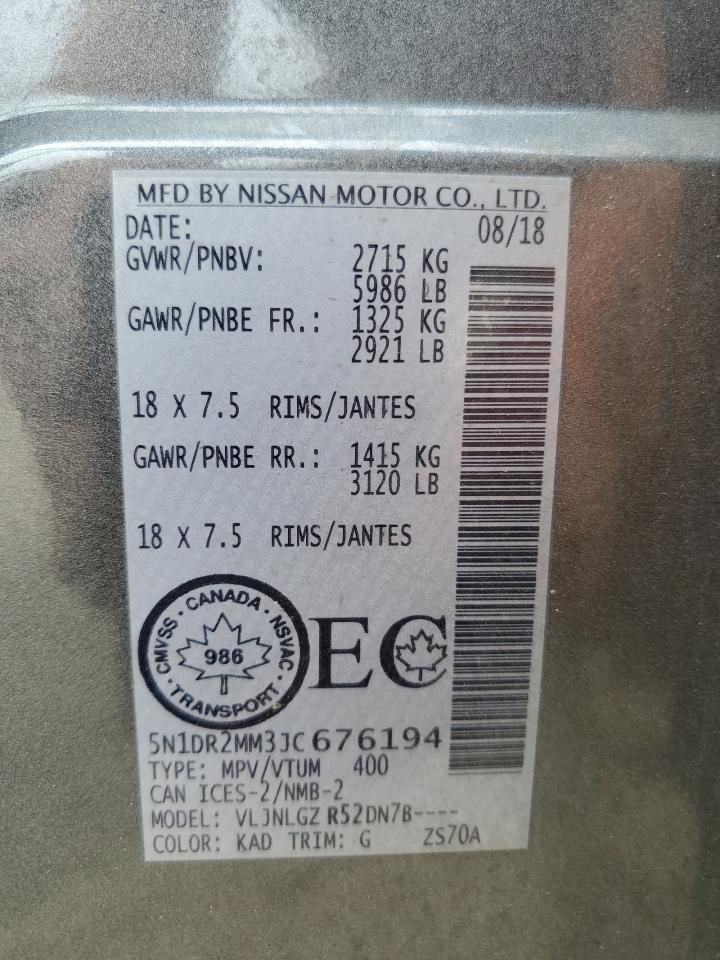 MFD BY NISSAN MOTOR CO., LTD.
DATE: 08/18
GVWR/PNBV: 2715 KG
5986 LB
GAWR/PNBE FR.: 1325 KG
2921 LB
18 X 7.5 RIMS/JANTES
GAWR/PNBE RR.: 1415 KG
3120 LB
18 X 7.5 RIMS/JANTES
CMVSS · CANADA · NSVAC · TRANSPORT ·
986
EC
5N1DR2MM3JC676194
TYPE: MPV/VTUM 400
CAN ICES-2/NMB-2
MODEL: VLJNLGZ R52DN7B----
COLOR: KAD TRIM: G ZS70A